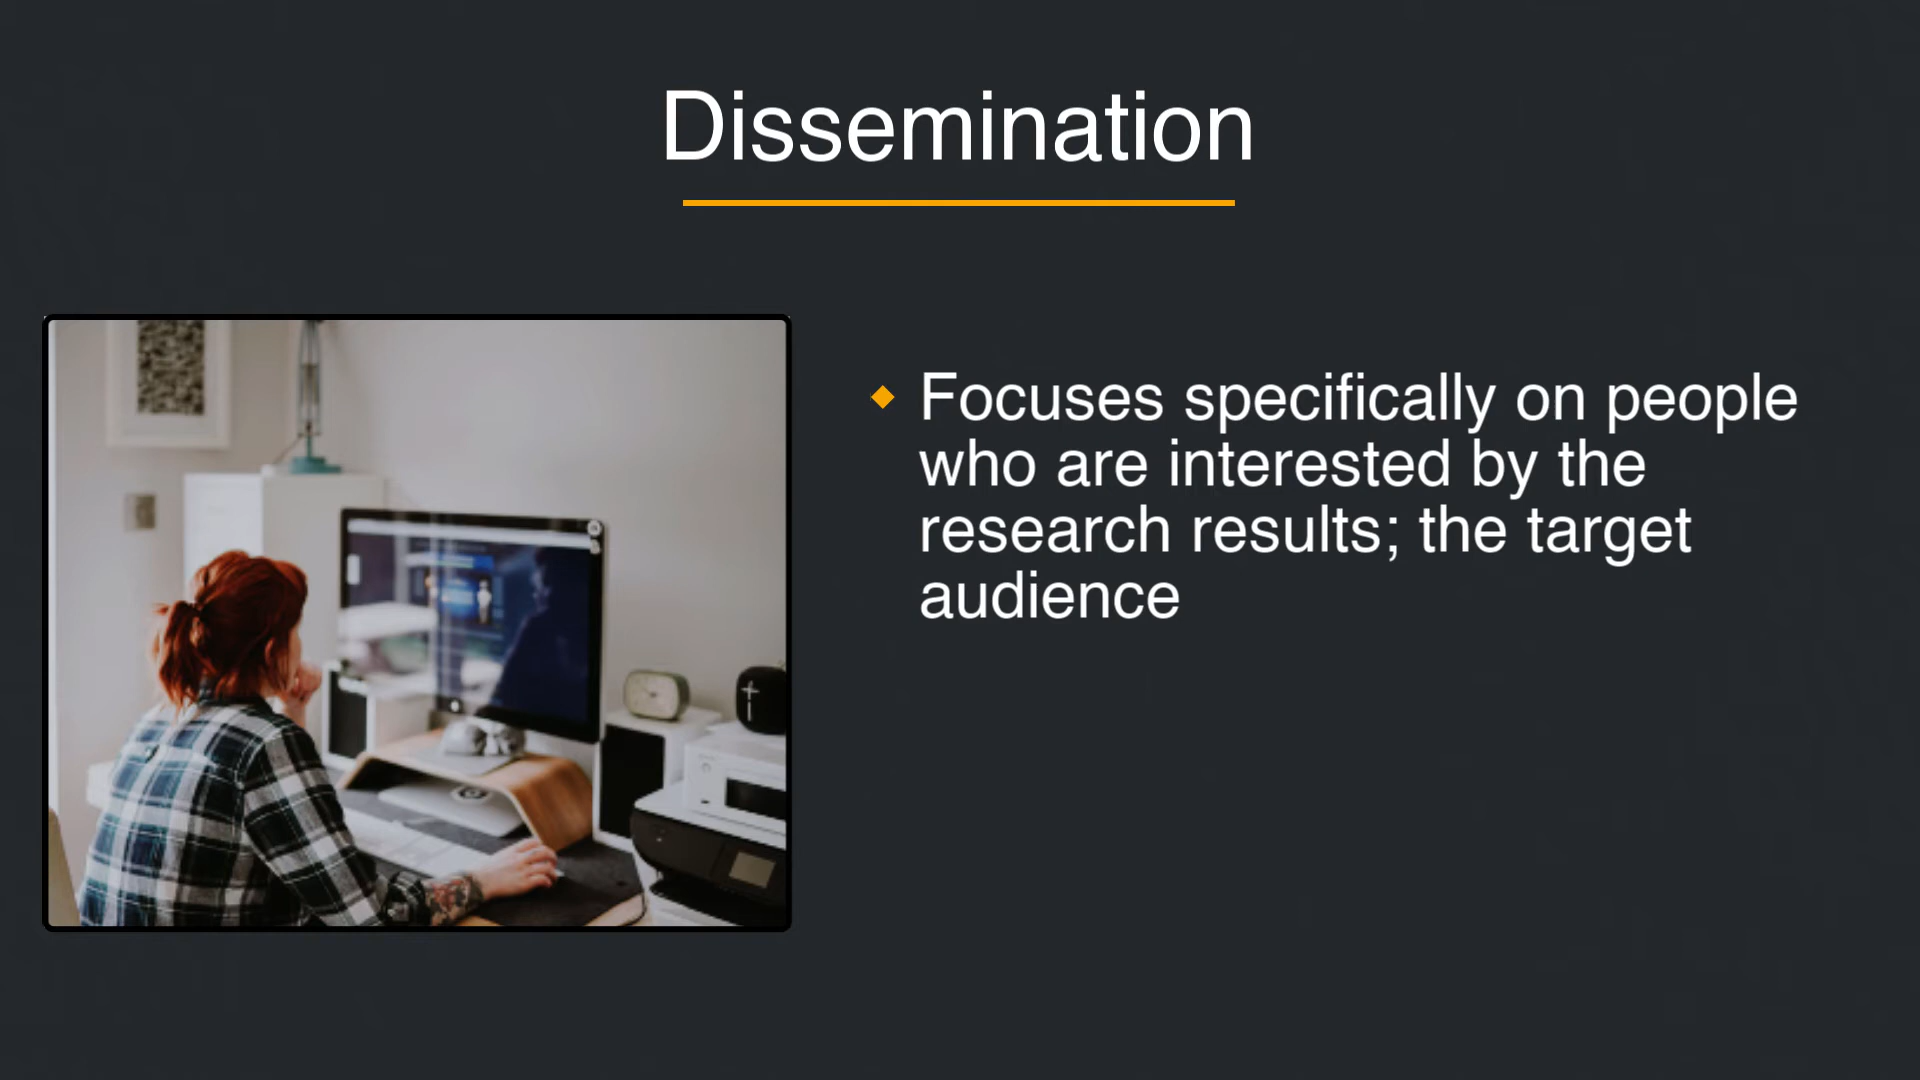 Dissemination
Focuses specifically on people
who are interested by the
research results; the target
audience